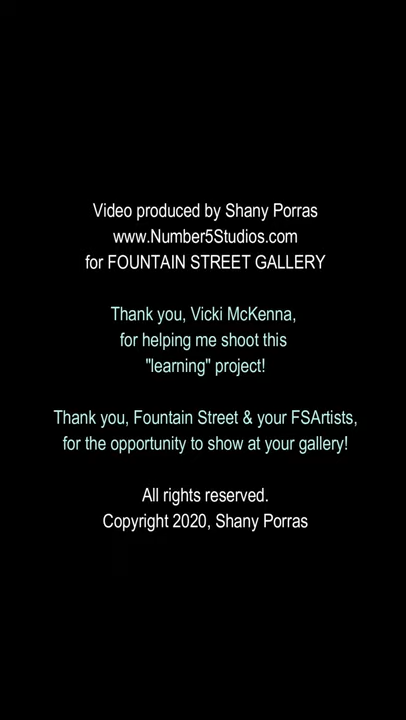 Video produced by Shany Porras
www.Number5Studios.com
for FOUNTAIN STREET GALLERY
Thank you, Vicki McKenna,
for helping me shoot this
"learning" project!
Thank you, Fountain Street & your FSArtists,
for the opportunity to show at your gallery!
All rights reserved.
Copyright 2020, Shany Porras